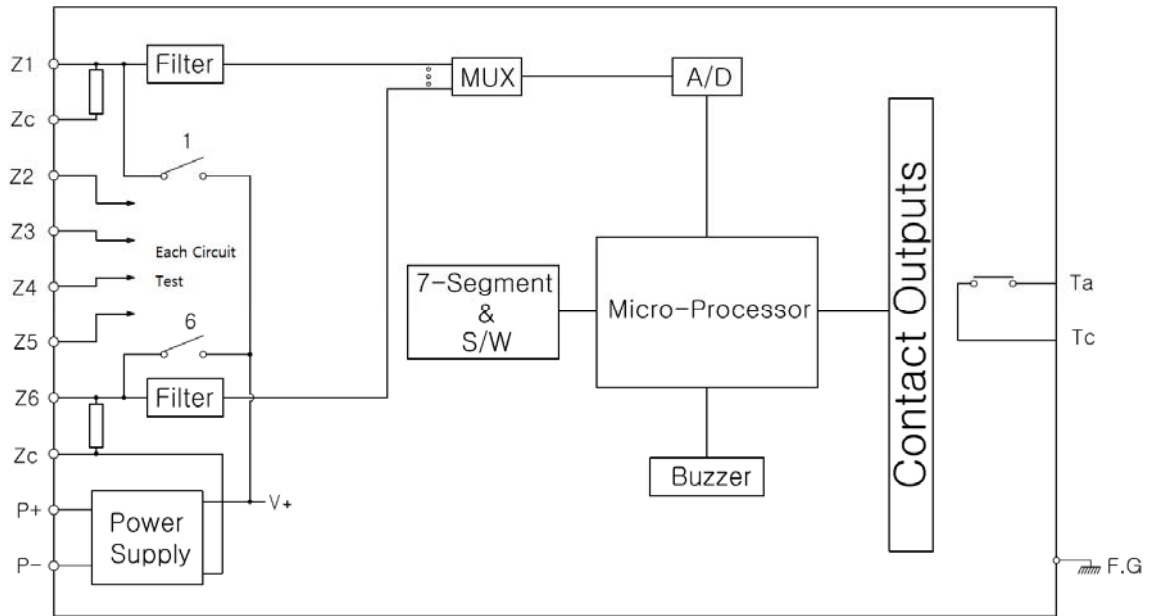 Z1
Zc
Z2
Z3
Z4
Z5
Z6
Zc
P+
P-
Filter
1
Each Circuit
Test
6
Filter
Power
Supply
V+
MUX
A/D
7-Segment
&
S/W
Micro-Processor
Buzzer
Contact Outputs
Ta
Tc
F.G